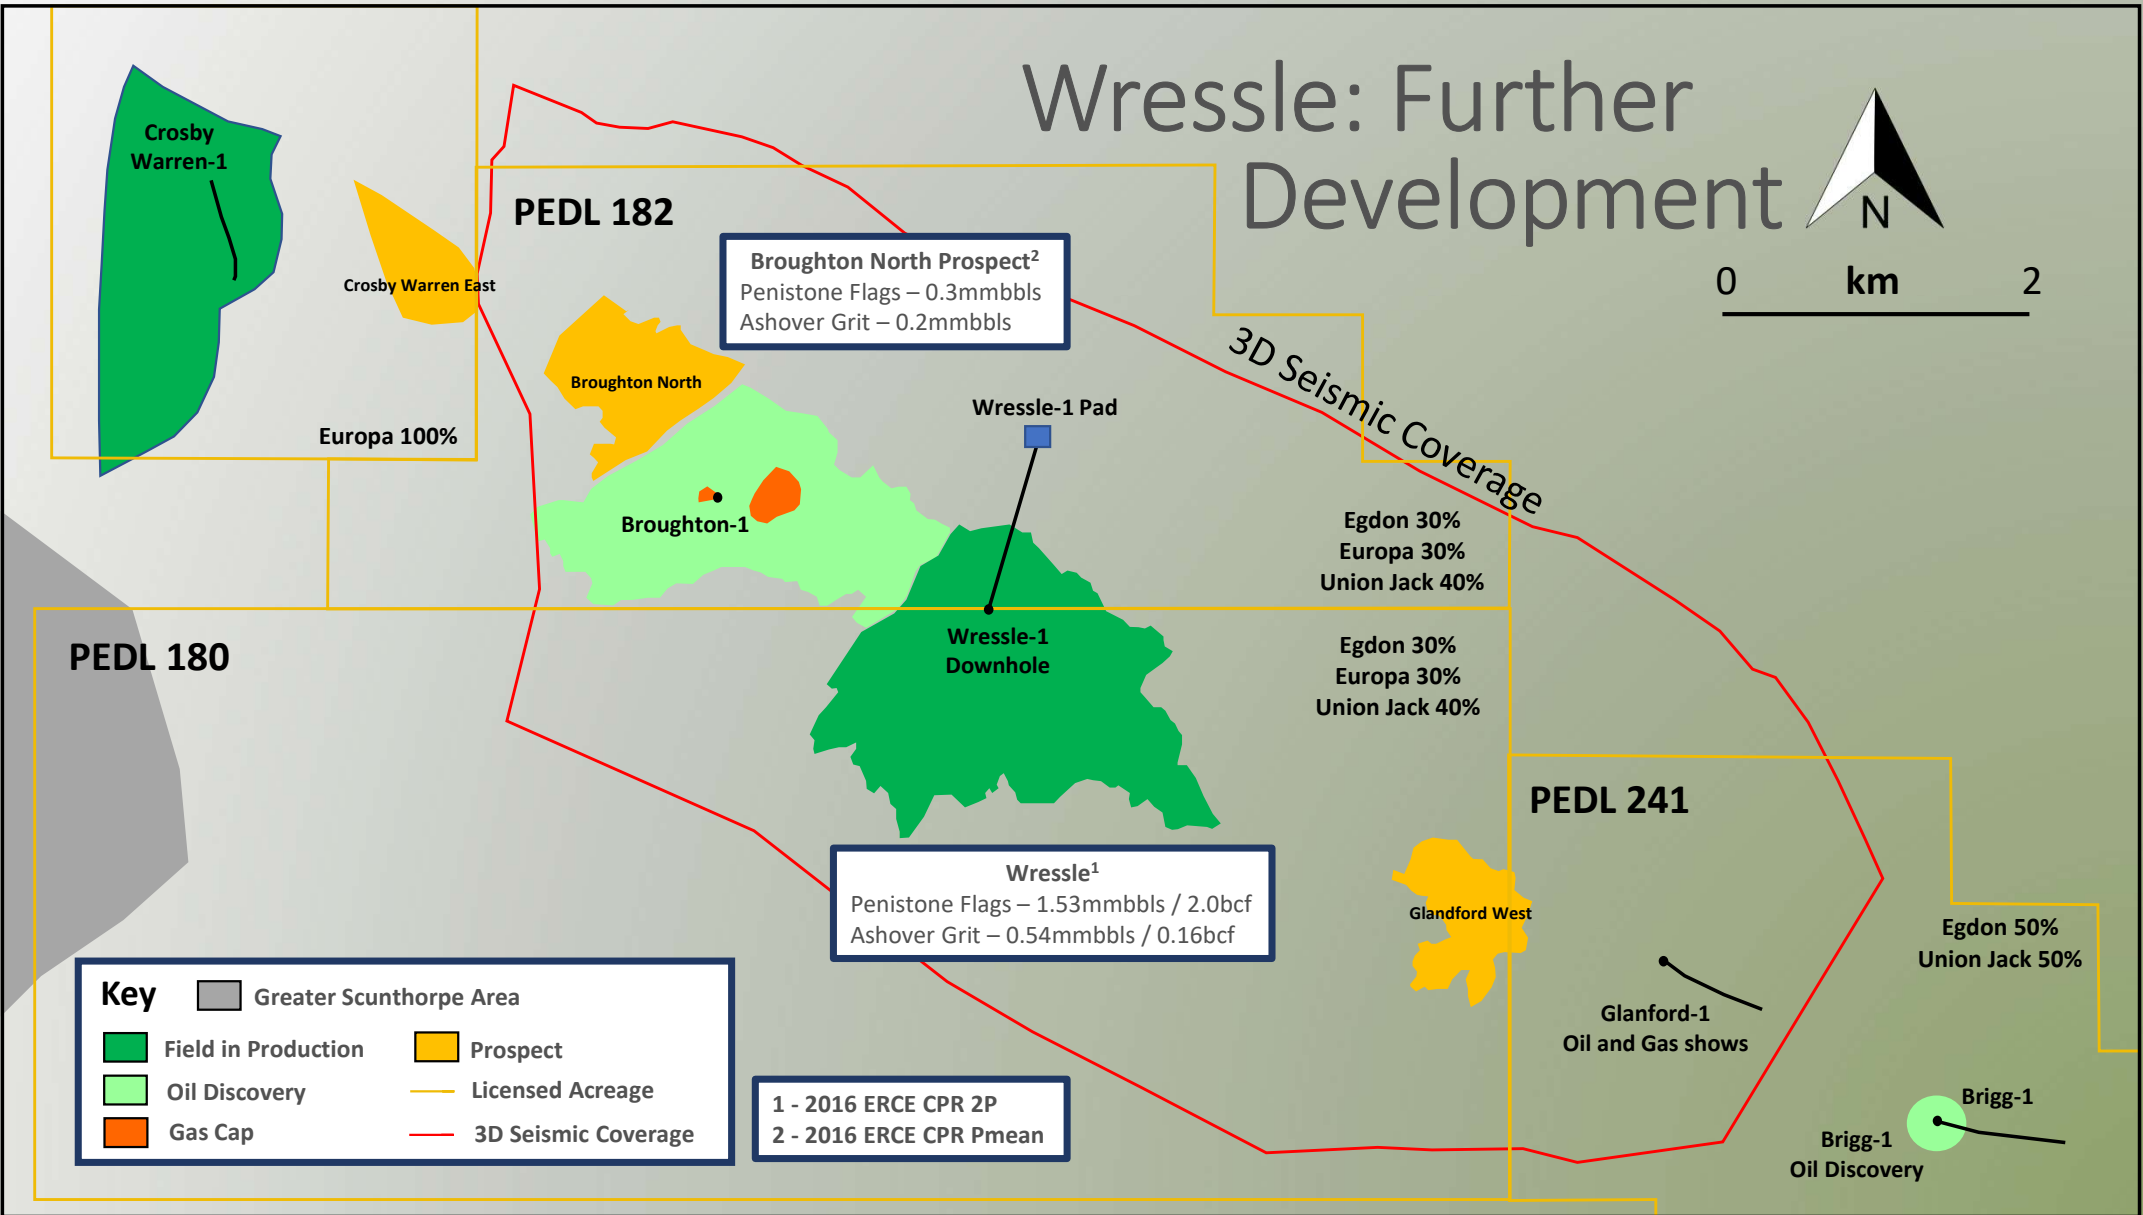 Wressle: Further
Development
N
0 km 2
Crosby
Warren-1
PEDL 182
Crosby Warren East
Broughton North Prospect²
Penistone Flags – 0.3mmbbls
Ashover Grit – 0.2mmbbls
3D Seismic Coverage
Broughton North
Wressle-1 Pad
Europa 100%
Broughton-1
Egdon 30%
Europa 30%
Union Jack 40%
PEDL 180
Wressle-1
Downhole
Egdon 30%
Europa 30%
Union Jack 40%
PEDL 241
Wressle¹
Penistone Flags – 1.53mmbbls / 2.0bcf
Ashover Grit – 0.54mmbbls / 0.16bcf
Glandford West
Egdon 50%
Union Jack 50%
Glanford-1
Oil and Gas shows
Brigg-1
Brigg-1
Oil Discovery
Key
Greater Scunthorpe Area
Field in Production
Prospect
Oil Discovery
Licensed Acreage
Gas Cap
3D Seismic Coverage
1 - 2016 ERCE CPR 2P
2 - 2016 ERCE CPR Pmean